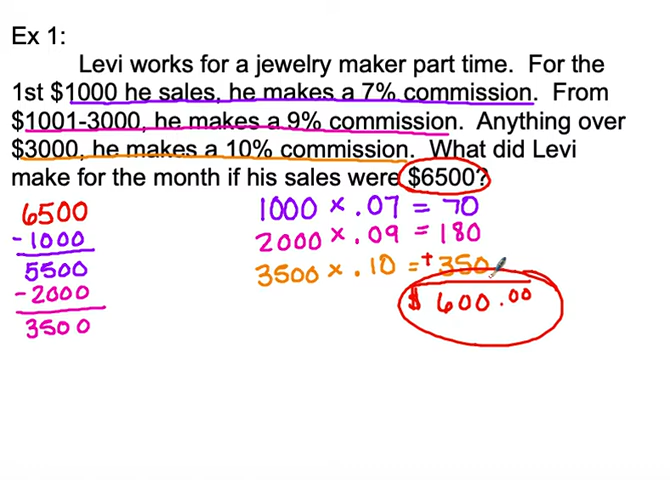 Ex 1:
Levi works for a jewelry maker part time. For the
1st $1000 he sales, he makes a 7% commission. From
$1001-3000, he makes a 9% commission. Anything over
$3000, he makes a 10% commission. What did Levi
make for the month if his sales were $6500?
6500
- 1000
5500
- 2000
3500
1000 × .07 = 70
2000 × .09 = 180
3500 × .10 = + 350
$ 600.00